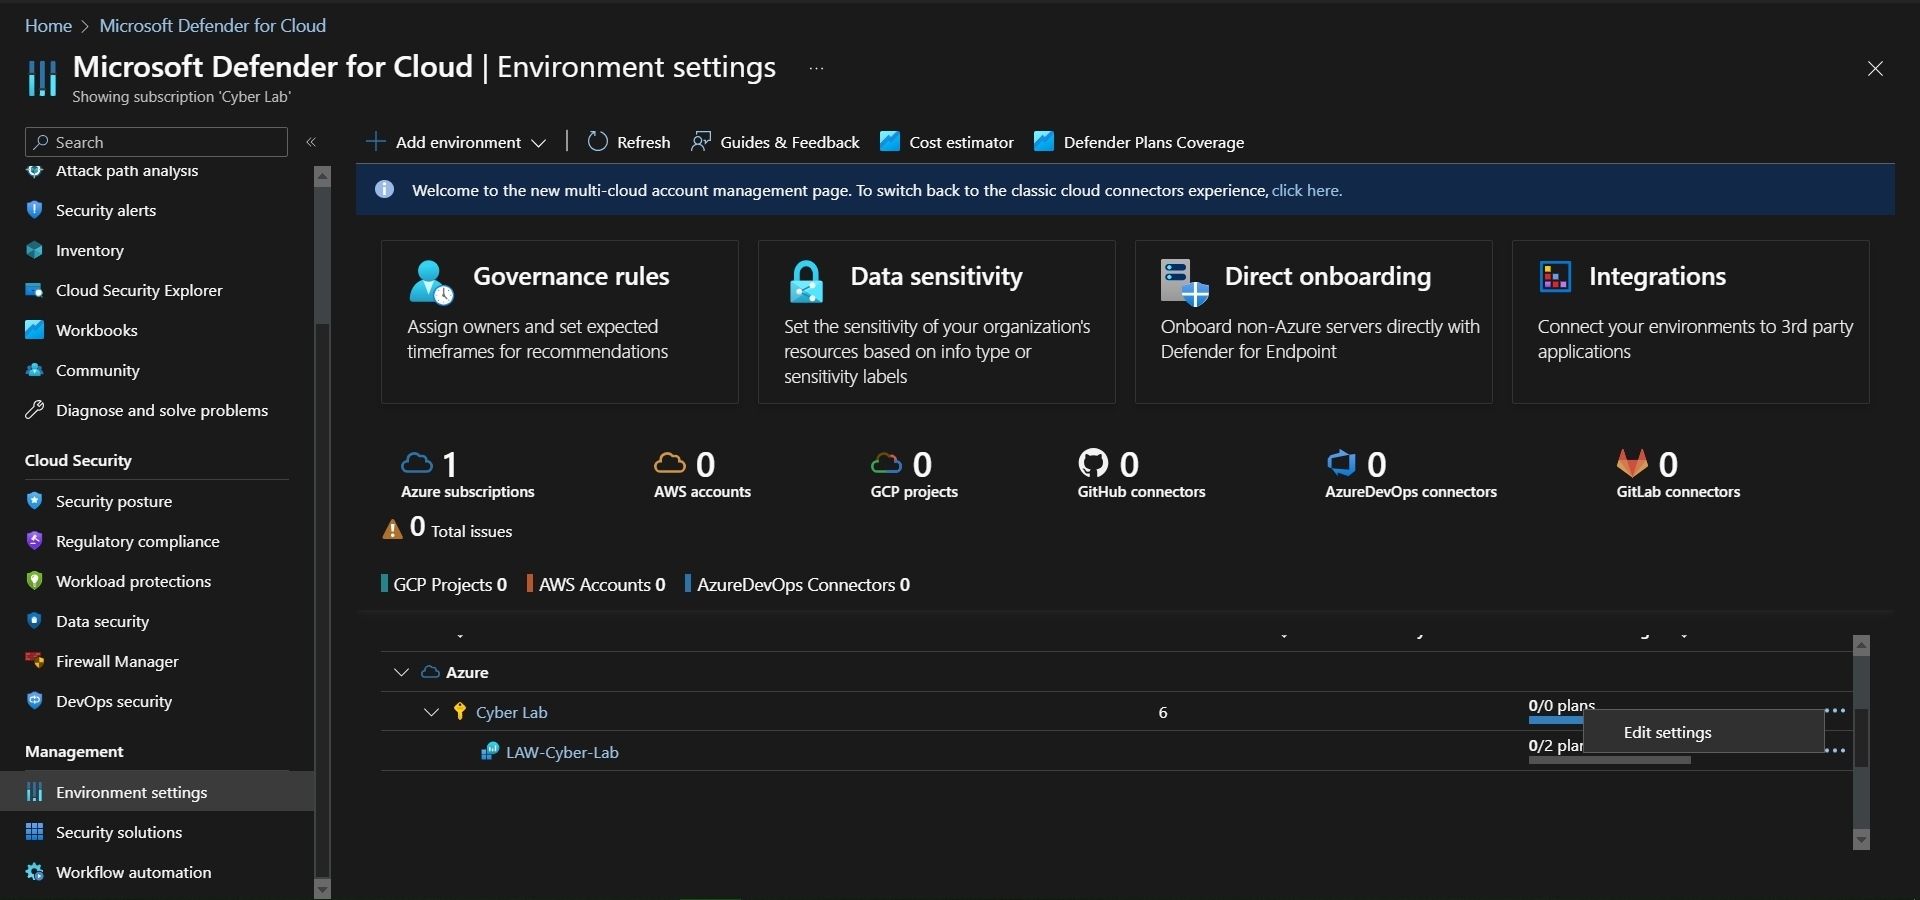 Home > Microsoft Defender for Cloud
Microsoft Defender for Cloud | Environment settings ...
Showing subscription 'Cyber Lab'
Search
«
Add environment
Refresh
Guides & Feedback
Cost estimator
Defender Plans Coverage
Attack path analysis
Security alerts
Inventory
Cloud Security Explorer
Workbooks
Community
Diagnose and solve problems
Cloud Security
Security posture
Regulatory compliance
Workload protections
Data security
Firewall Manager
DevOps security
Management
Environment settings
Security solutions
Workflow automation
Welcome to the new multi-cloud account management page. To switch back to the classic cloud connectors experience, click here.
Governance rules
Assign owners and set expected
timeframes for recommendations
Data sensitivity
Set the sensitivity of your organization's
resources based on info type or
sensitivity labels
Direct onboarding
Onboard non-Azure servers directly with
Defender for Endpoint
Integrations
Connect your environments to 3rd party
applications
1
Azure subscriptions
0
AWS accounts
0
GCP projects
0
GitHub connectors
0
AzureDevOps connectors
0
GitLab connectors
0 Total issues
GCP Projects 0
AWS Accounts 0
AzureDevOps Connectors 0
Azure
Cyber Lab
6
0/0 plans
...
Edit settings
LAW-Cyber-Lab
0/2 plan
...